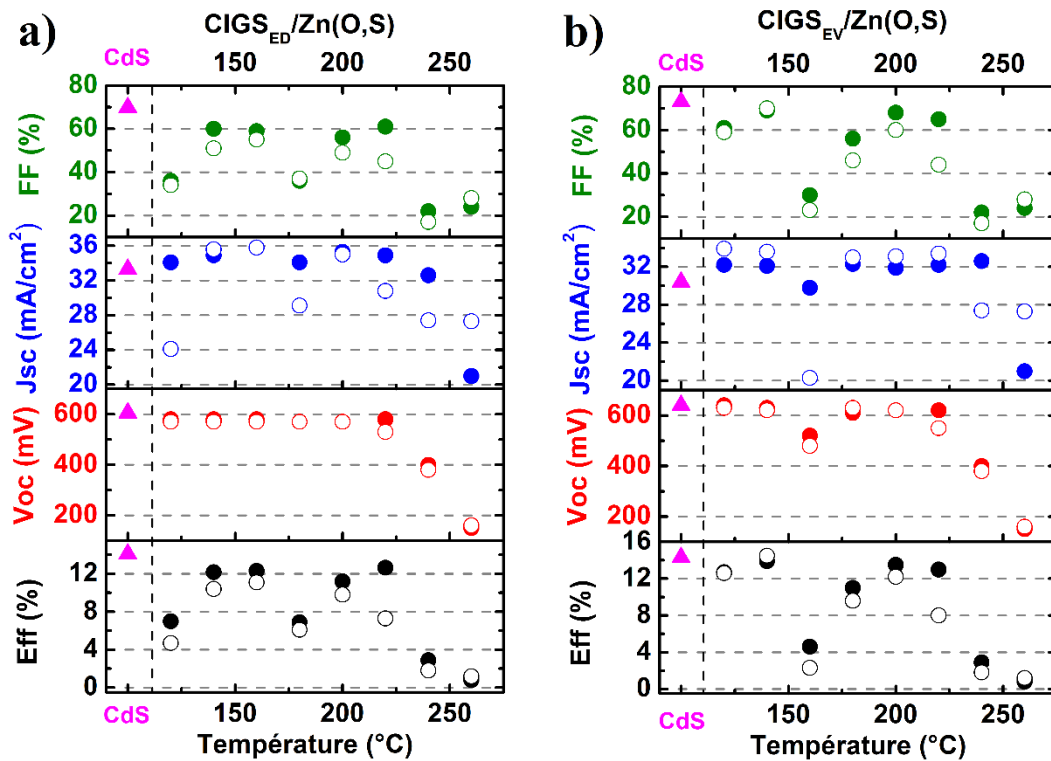 a)
CIGS_ED/Zn(O,S)
CdS 150 200 250
80
60
40
20
FF (%)
36
32
28
24
20
Jsc (mA/cm²)
600
400
200
Voc (mV)
12
8
4
0
Eff (%)
CdS 150 200 250
Température (°C)
b)
CIGS_EV/Zn(O,S)
CdS 150 200 250
80
60
40
20
FF (%)
32
28
24
20
Jsc (mA/cm²)
600
400
200
Voc (mV)
16
12
8
4
0
Eff (%)
CdS 150 200 250
Température (°C)